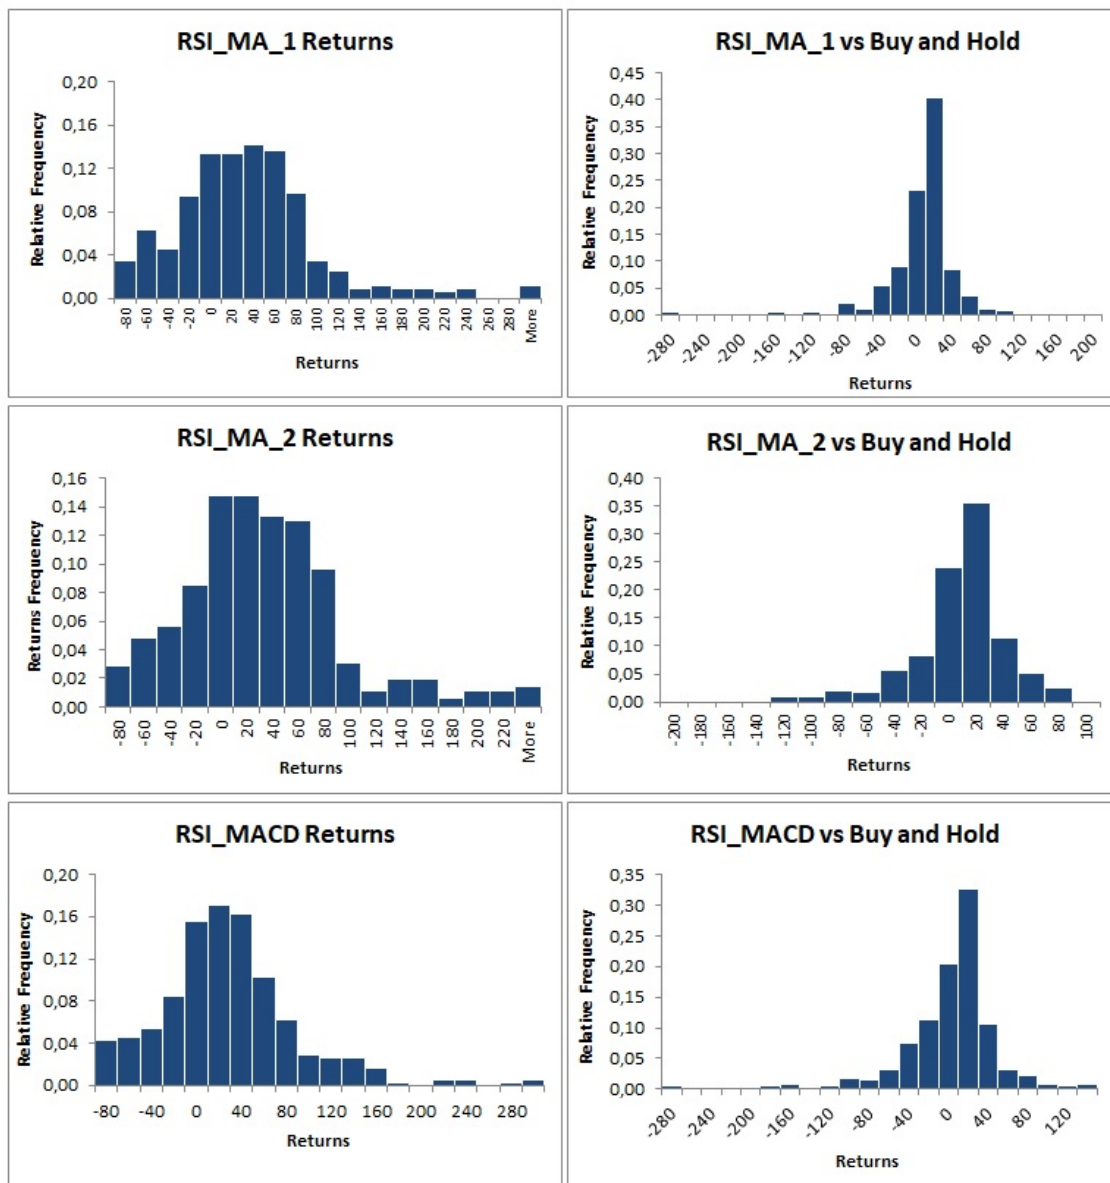 RSI_MA_1 Returns
0,20
0,16
0,12
0,08
0,04
0,00
Relative Frequency
-80 -60 -40 -20 0 20 40 60 80 100 120 140 160 180 200 220 240 260 280 More
Returns
RSI_MA_1 vs Buy and Hold
0,45
0,40
0,35
0,30
0,25
0,20
0,15
0,10
0,05
0,00
Relative Frequency
-280 -240 -200 -160 -120 -80 -40 0 40 80 120 160 200
Returns
RSI_MA_2 Returns
0,16
0,14
0,12
0,10
0,08
0,06
0,04
0,02
0,00
Returns Frequency
-80 -60 -40 -20 0 20 40 60 80 100 120 140 160 180 200 220 More
Returns
RSI_MA_2 vs Buy and Hold
0,40
0,35
0,30
0,25
0,20
0,15
0,10
0,05
0,00
Relative Frequency
-200 -180 -160 -140 -120 -100 -80 -60 -40 -20 0 20 40 60 80 100
Returns
RSI_MACD Returns
0,20
0,16
0,12
0,08
0,04
0,00
Relative Frequency
-80 -40 0 40 80 120 160 200 240 280
Returns
RSI_MACD vs Buy and Hold
0,35
0,30
0,25
0,20
0,15
0,10
0,05
0,00
Relative Frequency
-280 -240 -200 -160 -120 -80 -40 0 40 80 120
Returns